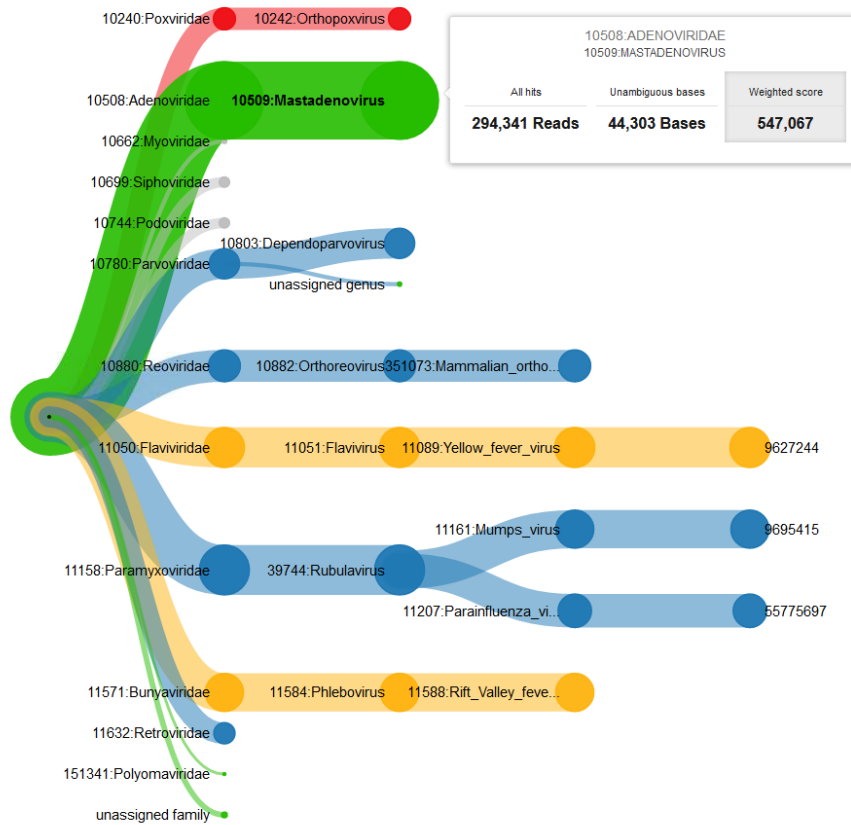 10240:Poxviridae
10242:Orthopoxvirus
10508:ADENOVIRIDAE
10509:MASTADENOVIRUS
All hits
Unambiguous bases
Weighted score
294,341 Reads
44,303 Bases
547,067
10508:Adenoviridae
10509:Mastadenovirus
10662:Myoviridae
10699:Siphoviridae
10744:Podoviridae
10803:Dependoparvovirus
10780:Parvoviridae
unassigned genus
10880:Reoviridae
10882:Orthoreovirus
351073:Mammalian_ortho...
11050:Flaviviridae
11051:Flavivirus
11089:Yellow_fever_virus
9627244
11161:Mumps_virus
9695415
11158:Paramyxoviridae
39744:Rubulavirus
11207:Parainfluenza_vi...
55775697
11571:Bunyaviridae
11584:Phlebovirus
11588:Rift_Valley_feve...
11632:Retroviridae
151341:Polyomaviridae
unassigned family